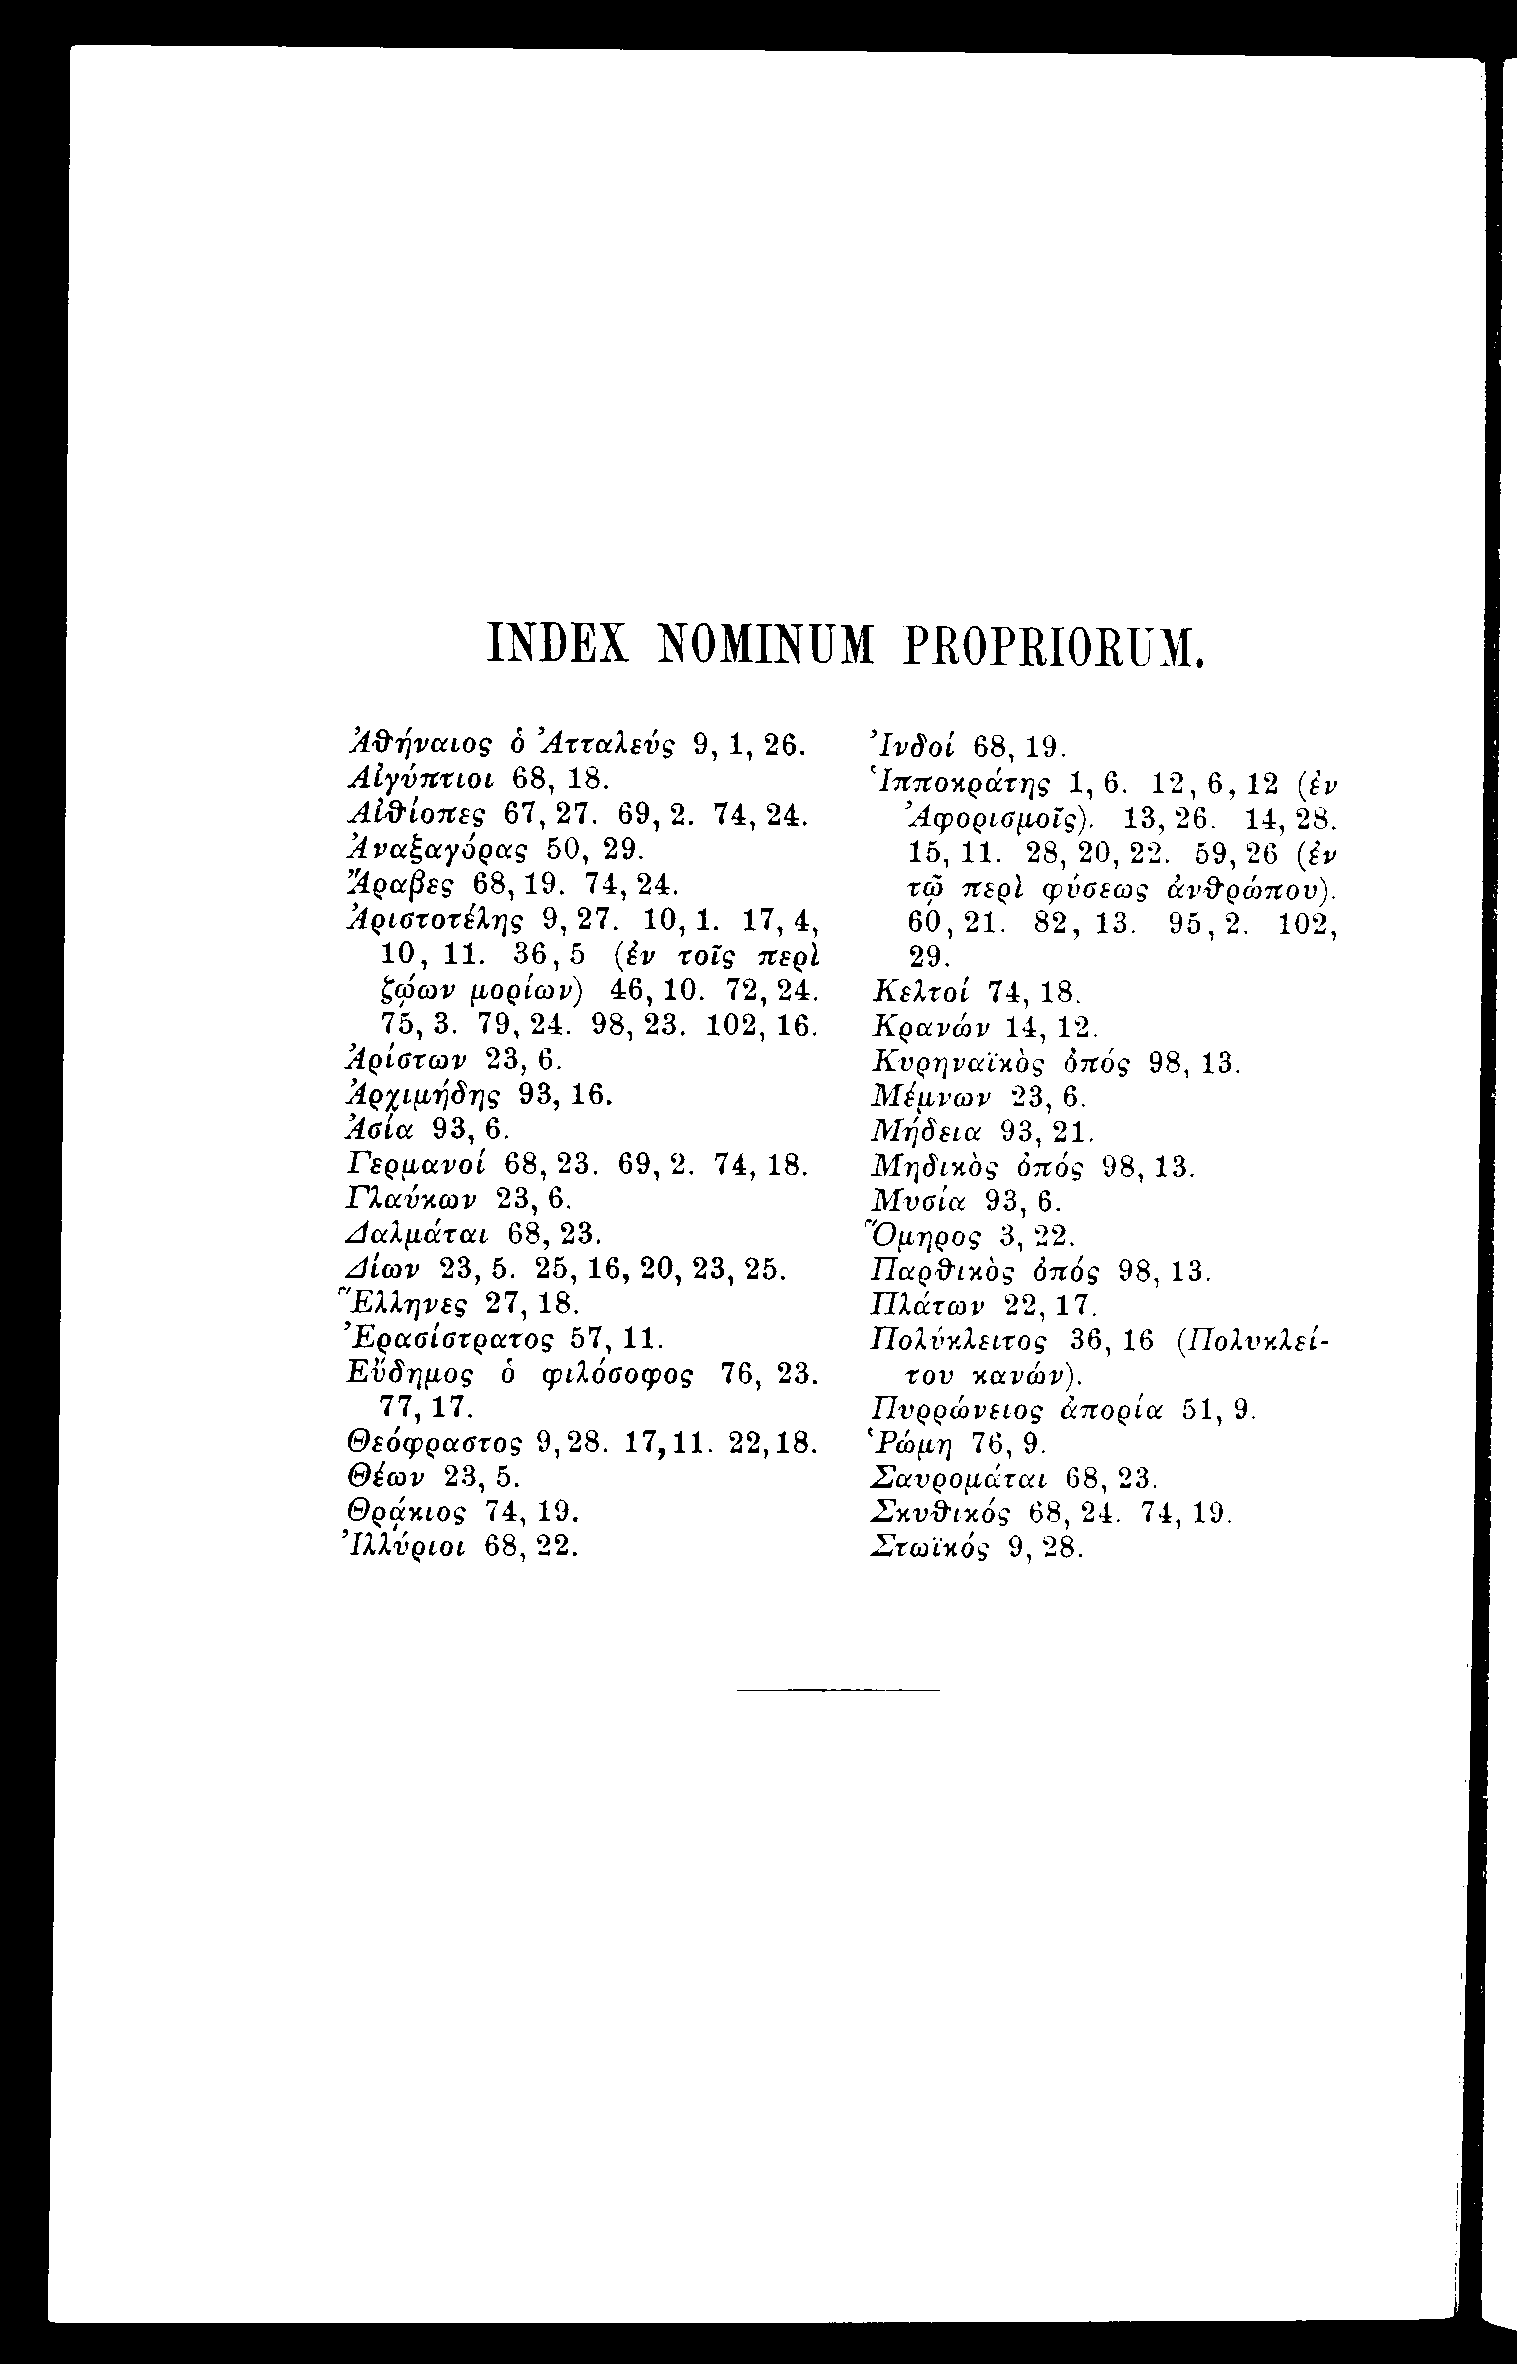 INDEX NOMINUM PROPRIORUM.
Ἀθήναιος ὁ Ἀτταλεύς 9, 1, 26.
Αἰγύπτιοι 68, 18.
Αἰθίοπες 67, 27. 69, 2. 74, 24.
Ἀναξαγόρας 50, 29.
Ἄραβες 68, 19. 74, 24.
Ἀριστοτέλης 9, 27. 10, 1. 17, 4,
10, 11. 36, 5 (ἐν τοῖς περὶ
ζῴων μορίων) 46, 10. 72, 24.
75, 3. 79, 24. 98, 23. 102, 16.
Ἀρίστων 23, 6.
Ἀρχιμήδης 93, 16.
Ἀσία 93, 6.
Γερμανοί 68, 23. 69, 2. 74, 18.
Γλαύκων 23, 6.
Δαλμάται 68, 23.
Δίων 23, 5. 25, 16, 20, 23, 25.
Ἕλληνες 27, 18.
Ἐρασίστρατος 57, 11.
Εὔδημος ὁ φιλόσοφος 76, 23.
77, 17.
Θεόφραστος 9, 28. 17, 11. 22, 18.
Θέων 23, 5.
Θρᾴκιος 74, 19.
Ἰλλύριοι 68, 22.
Ἰνδοί 68, 19.
Ἱπποκράτης 1, 6. 12, 6, 12 (ἐν
Ἀφορισμοῖς). 13, 26. 14, 28.
15, 11. 28, 20, 22. 59, 26 (ἐν
τῷ περὶ φύσεως ἀνθρώπου).
60, 21. 82, 13. 95, 2. 102,
29.
Κελτοί 74, 18.
Κρανών 14, 12.
Κυρηναϊκὸς ὀπός 98, 13.
Μέμνων 23, 6.
Μήδεια 93, 21.
Μηδικὸς ὀπός 98, 13.
Μυσία 93, 6.
Ὅμηρος 3, 22.
Παρθικὸς ὀπός 98, 13.
Πλάτων 22, 17.
Πολύκλειτος 36, 16 (Πολυκλεί-
του κανών).
Πυρρώνειος ἀπορία 51, 9.
Ῥώμη 76, 9.
Σαυρομάται 68, 23.
Σκυθικός 68, 24. 74, 19.
Στωϊκός 9, 28.